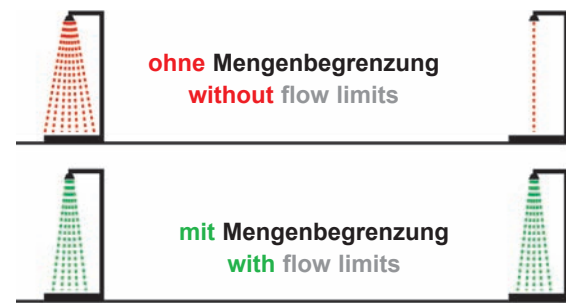 ohne Mengenbegrenzung
without flow limits
mit Mengenbegrenzung
with flow limits